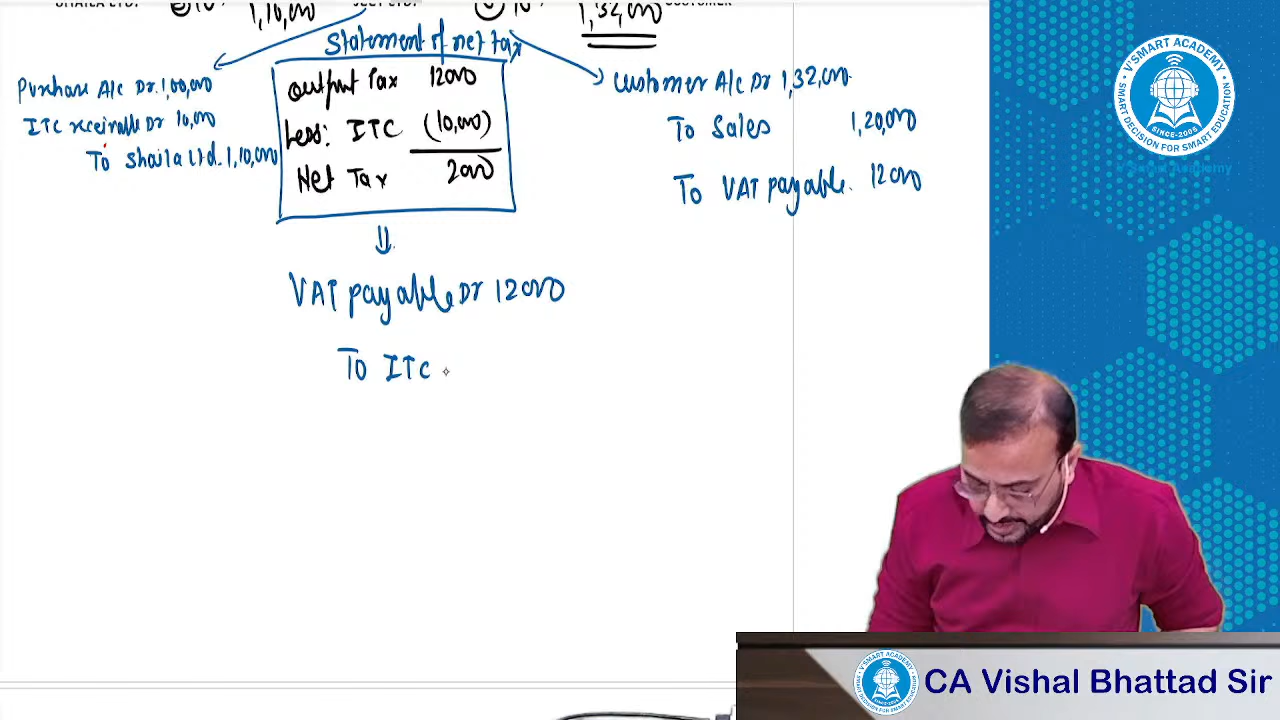 1,10,000
1,32,000
Statement of net tax
Output Tax 12000
Less: ITC (10,000)
Net Tax 2000
Purchase A/c Dr. 1,00,000
ITC receivable Dr 10,000
To Shaila Ltd. 1,10,000
Customer A/c Dr 1,32,000
To Sales 1,20,000
To VAT payable. 12000
VAT payable Dr 12000
To ITC
V'SMART ACADEMY
SINCE-2005
SMART DECISION FOR SMART EDUCATION
Smart Academy
CA Vishal Bhattad Sir